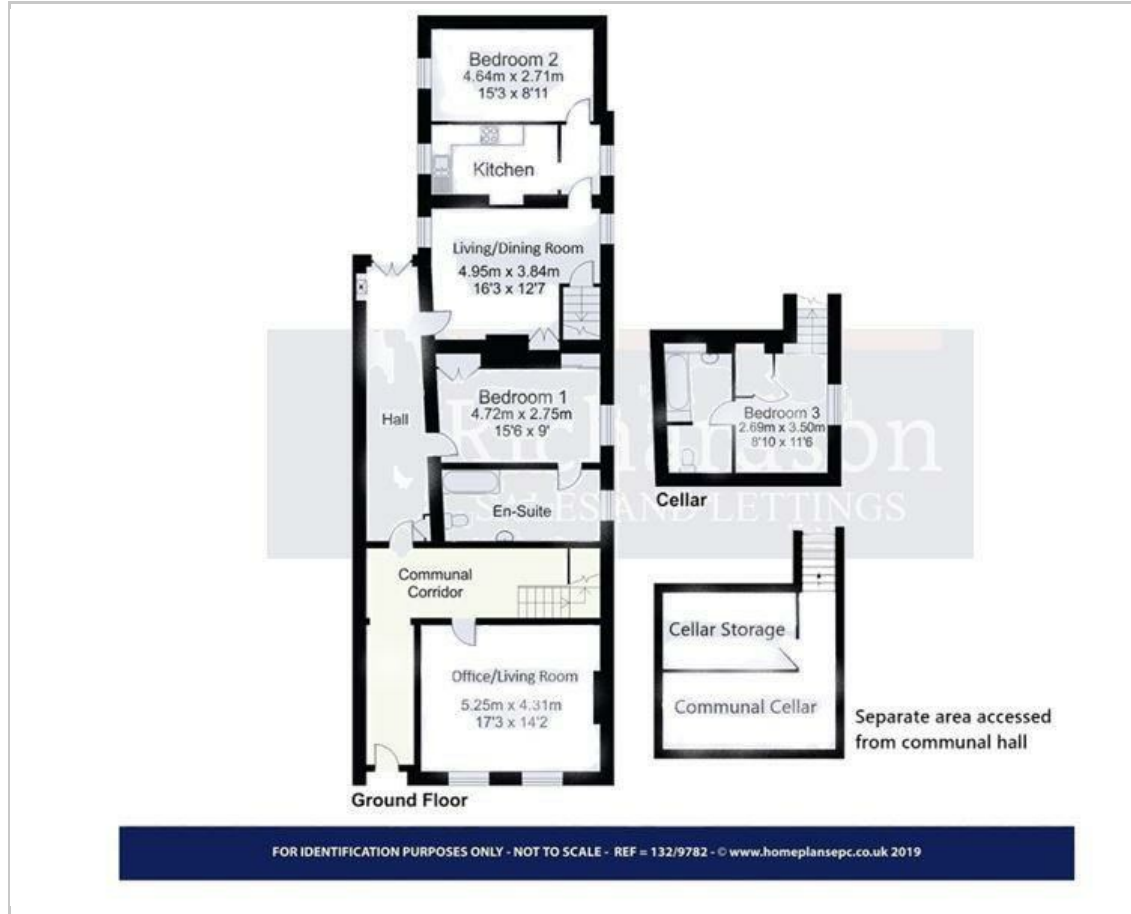 Bedroom 2
4.64m x 2.71m
15'3 x 8'11
Kitchen
Living/Dining Room
4.95m x 3.84m
16'3 x 12'7
Hall
Bedroom 1
4.72m x 2.75m
15'6 x 9'
En-Suite
Communal
Corridor
Office/Living Room
5.25m x 4.31m
17'3 x 14'2
Ground Floor
Bedroom 3
2.69m x 3.50m
8'10 x 11'6
Cellar
Richardson
SALES AND LETTINGS
Cellar Storage
Communal Cellar
Separate area accessed
from communal hall
FOR IDENTIFICATION PURPOSES ONLY - NOT TO SCALE - REF = 132/9782 - © www.homeplansepc.co.uk 2019